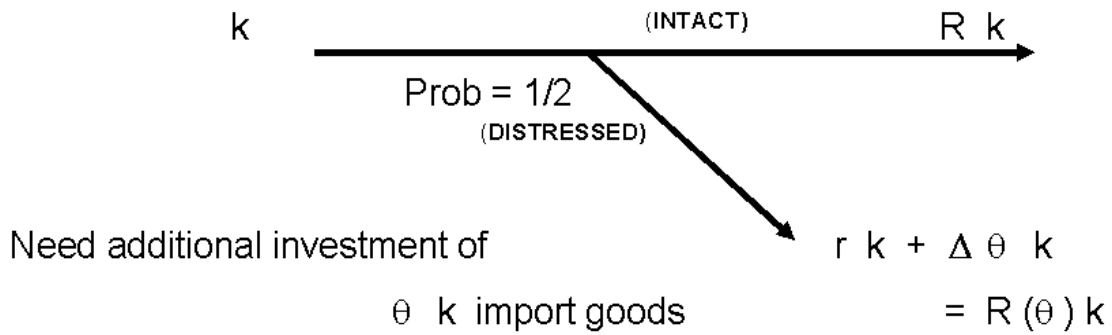 k (INTACT) R k
Prob = 1/2
(DISTRESSED)
Need additional investment of r k + Δ θ k
θ k import goods = R (θ) k